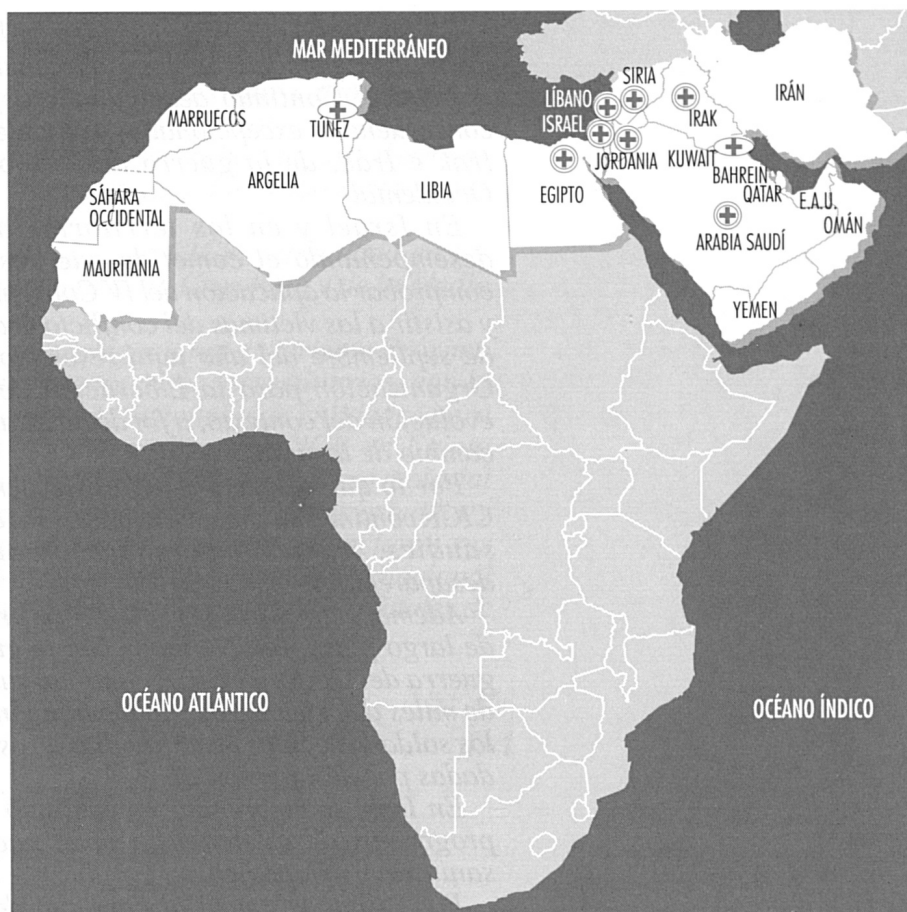 MAR MEDITERRÁNEO
SIRIA
IRÁN
LÍBANO
IRAK
MARRUECOS
TÚNEZ
ISRAEL
JORDANIA
KUWAIT
BAHREIN
ARGELIA
LIBIA
EGIPTO
QATAR
E.A.U.
OMÁN
SÁHARA
OCCIDENTAL
ARABIA SAUDÍ
MAURITANIA
YEMEN
OCÉANO ATLÁNTICO
OCÉANO ÍNDICO